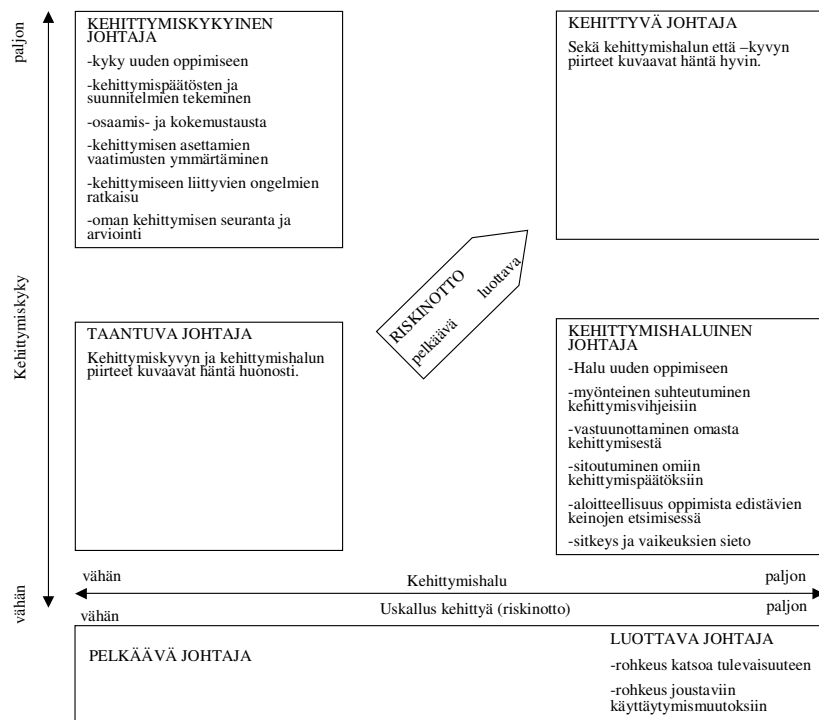 paljon
KEHITTYMISKYKYINEN
JOHTAJA
-kyky uuden oppimiseen
-kehittymispäätösten ja
suunnitelmien tekeminen
-osaamis- ja kokemustausta
-kehittymisen asettamien
vaatimusten ymmärtäminen
-kehittymiseen liittyvien ongelmien
ratkaisu
-oman kehittymisen seuranta ja
arviointi
KEHITTYVÄ JOHTAJA
Sekä kehittymishalun että –kyvyn
piirteet kuvaavat häntä hyvin.
RISKINOTTO
pelkäävä luottava
Kehittymiskyky
TAANTUVA JOHTAJA
Kehittymiskyvyn ja kehittymishalun
piirteet kuvaavat häntä huonosti.
KEHITTYMISHALUINEN
JOHTAJA
-Halu uuden oppimiseen
-myönteinen suhteutuminen
kehittymisvihjeisiin
-vastuunottaminen omasta
kehittymisestä
-sitoutuminen omiin
kehittymispäätöksiin
-aloitteellisuus oppimista edistävien
keinojen etsimisessä
-sitkeys ja vaikeuksien sieto
vähän
vähän Kehittymishalu paljon
vähän Uskallus kehittyä (riskinotto) paljon
PELKÄÄVÄ JOHTAJA
LUOTTAVA JOHTAJA
-rohkeus katsoa tulevaisuuteen
-rohkeus joustaviin
käyttäytymismuutoksiin